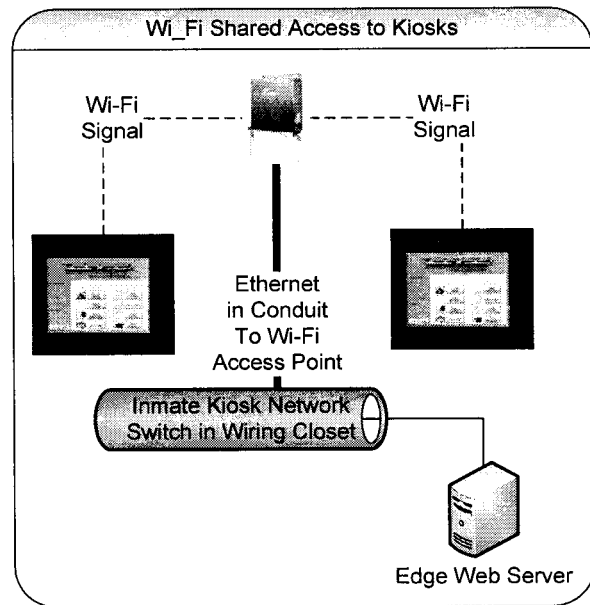 Wi_Fi Shared Access to Kiosks
Wi-Fi
Signal
Wi-Fi
Signal
Ethernet
in Conduit
To Wi-Fi
Access Point
Inmate Kiosk Network
Switch in Wiring Closet
Edge Web Server